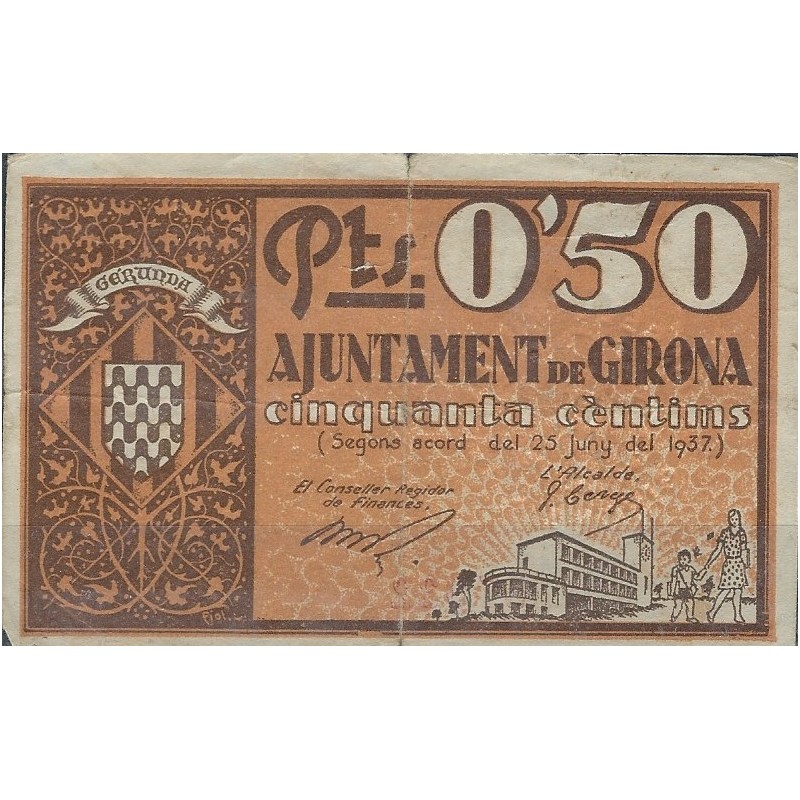 GERUNDA
Pts. 0'50
AJUNTAMENT DE GIRONA
cinquanta cèntims
(Segons acord del 25 Juny del 1937.)
El Conseller Regidor
de Finances,
L'Alcalde,